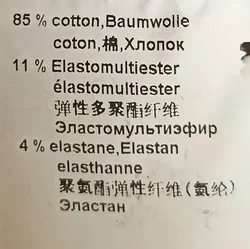 85 % cotton,Baumwolle
coton,棉,Хлопок
11 % Elastomultiester
élastomultiester
弹性多聚酯纤维
Эластомультиэфир
4 % elastane,Elastan
elasthanne
聚氨酯弹性纤维(氨纶)
Эластан